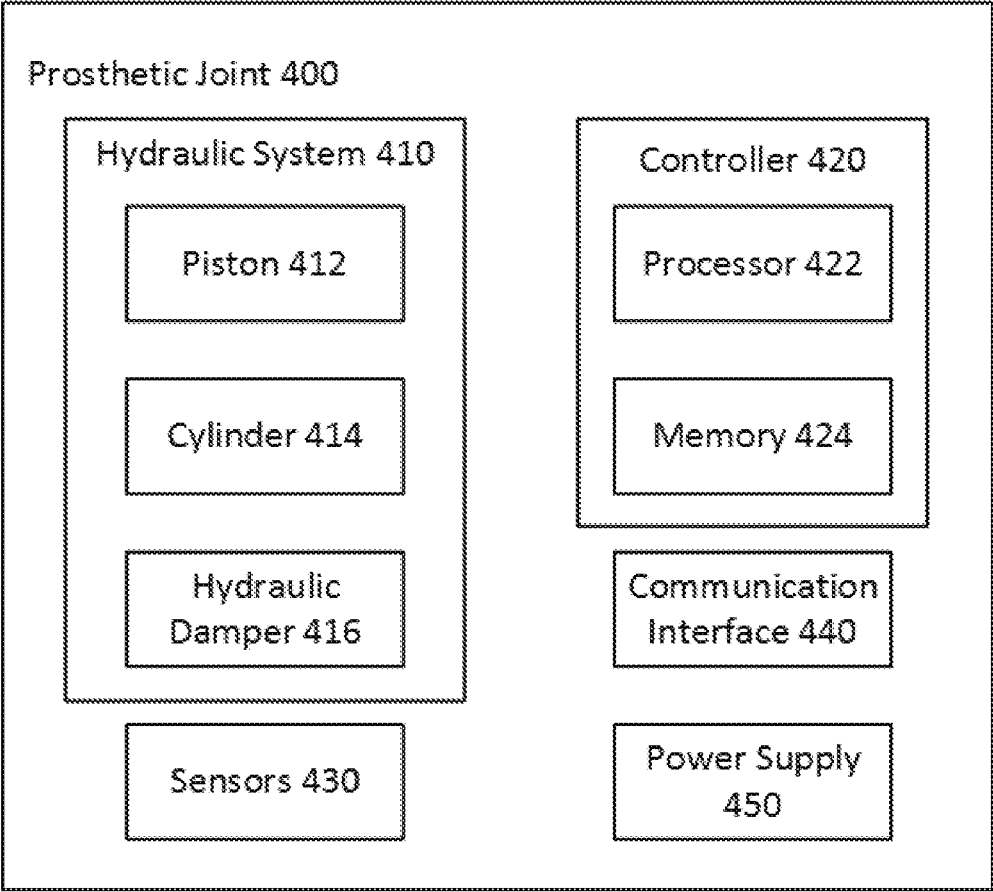 Prosthetic Joint 400
Hydraulic System 410
Piston 412
Cylinder 414
Hydraulic
Damper 416
Sensors 430
Controller 420
Processor 422
Memory 424
Communication
Interface 440
Power Supply
450